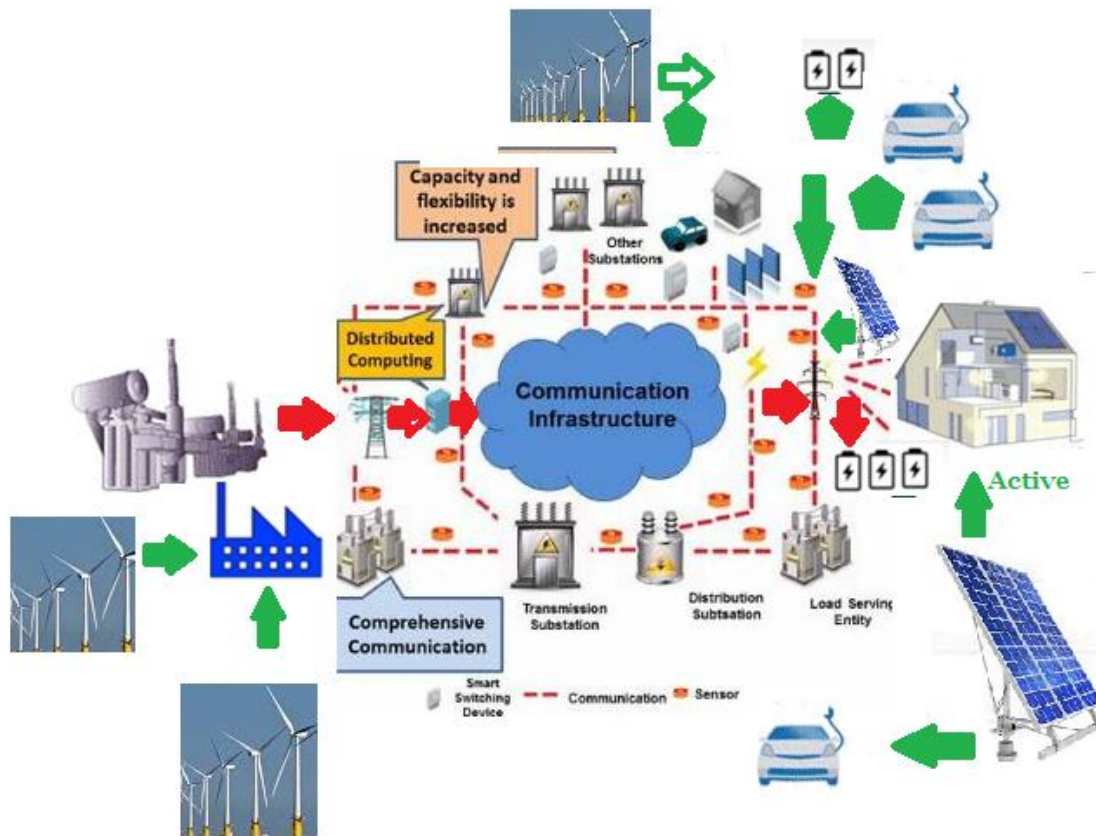 Capacity and
flexibility is
increased
Other
Substations
Distributed
Computing
Communication
Infrastructure
Active
Transmission
Substation
Distribution
Subtsation
Load Serving
Entity
Comprehensive
Communication
Smart
Switching
Device
Communication
Sensor